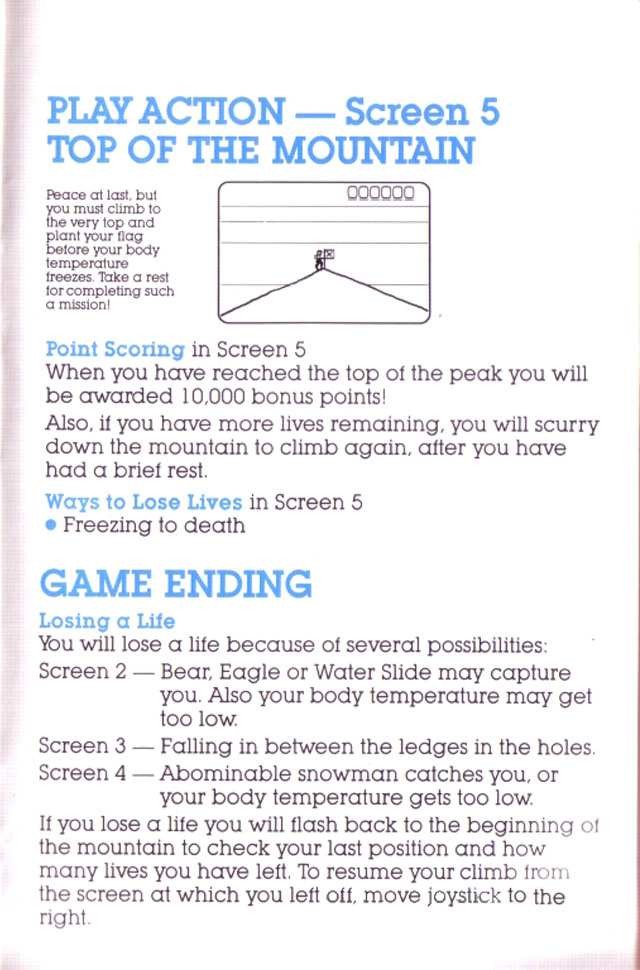 PLAY ACTION — Screen 5
TOP OF THE MOUNTAIN
Peace at last, but
you must climb to
the very top and
plant your flag
before your body
temperature
freezes. Take a rest
for completing such
a mission!
000000
Point Scoring in Screen 5
When you have reached the top of the peak you will
be awarded 10,000 bonus points!
Also, if you have more lives remaining, you will scurry
down the mountain to climb again, after you have
had a brief rest.
Ways to Lose Lives in Screen 5
• Freezing to death
GAME ENDING
Losing a Life
You will lose a life because of several possibilities:
Screen 2 — Bear, Eagle or Water Slide may capture
you. Also your body temperature may get
too low.
Screen 3 — Falling in between the ledges in the holes.
Screen 4 — Abominable snowman catches you, or
your body temperature gets too low.
If you lose a life you will flash back to the beginning of
the mountain to check your last position and how
many lives you have left. To resume your climb from
the screen at which you left off, move joystick to the
right.